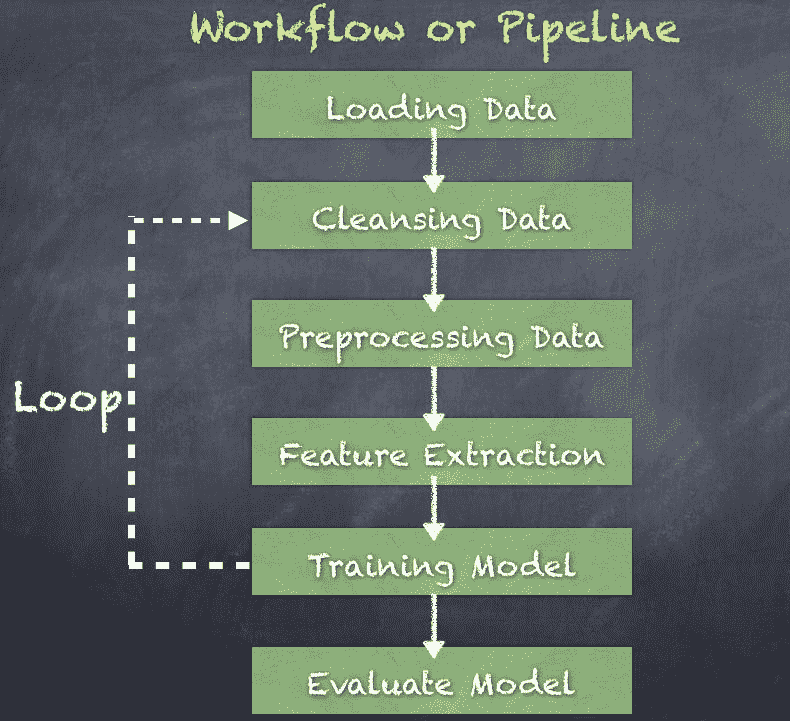 Workflow or Pipeline
Loading Data
Cleansing Data
Preprocessing Data
Loop
Feature Extraction
Training Model
Evaluate Model